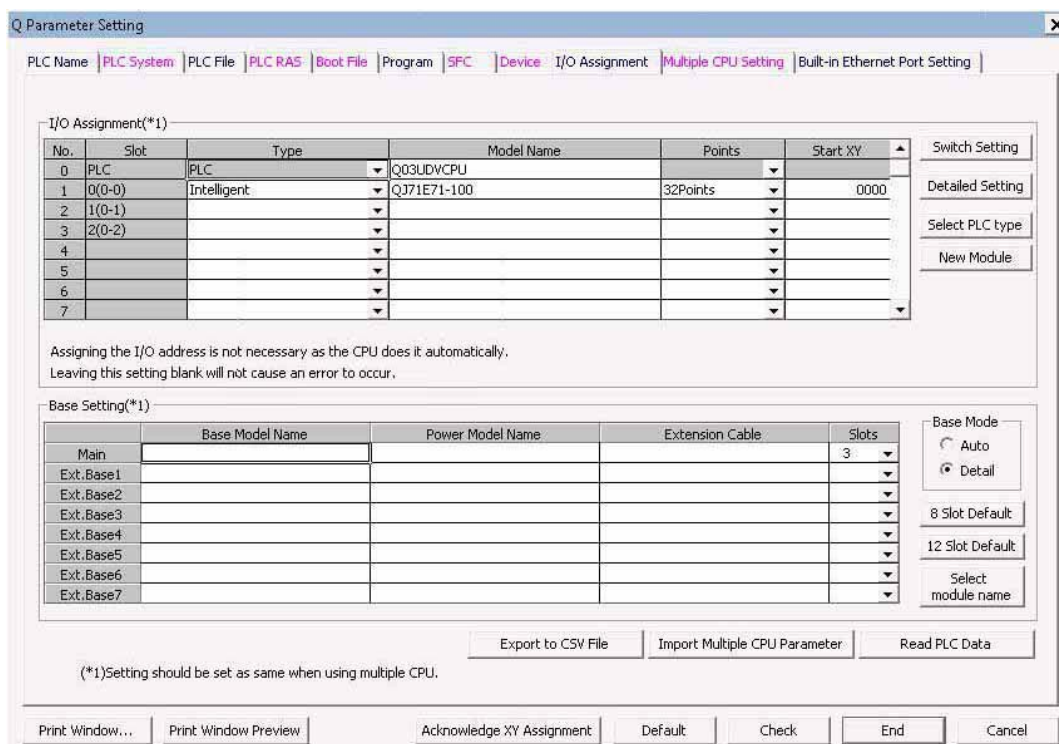 Q Parameter Setting
PLC Name PLC System PLC File PLC RAS Boot File Program SFC Device I/O Assignment Multiple CPU Setting Built-in Ethernet Port Setting
I/O Assignment(*1)
No. Slot Type Model Name Points Start XY
0 PLC PLC Q03UDVCPU
1 0(0-0) Intelligent QJ71E71-100 32Points 0000
2 1(0-1)
3 2(0-2)
4
5
6
7
Switch Setting
Detailed Setting
Select PLC type
New Module
Assigning the I/O address is not necessary as the CPU does it automatically.
Leaving this setting blank will not cause an error to occur.
Base Setting(*1)
Base Model Name Power Model Name Extension Cable Slots
Main 3
Ext.Base1
Ext.Base2
Ext.Base3
Ext.Base4
Ext.Base5
Ext.Base6
Ext.Base7
Base Mode
Auto
Detail
8 Slot Default
12 Slot Default
Select
module name
Export to CSV File Import Multiple CPU Parameter Read PLC Data
(*1)Setting should be set as same when using multiple CPU.
Print Window... Print Window Preview Acknowledge XY Assignment Default Check End Cancel